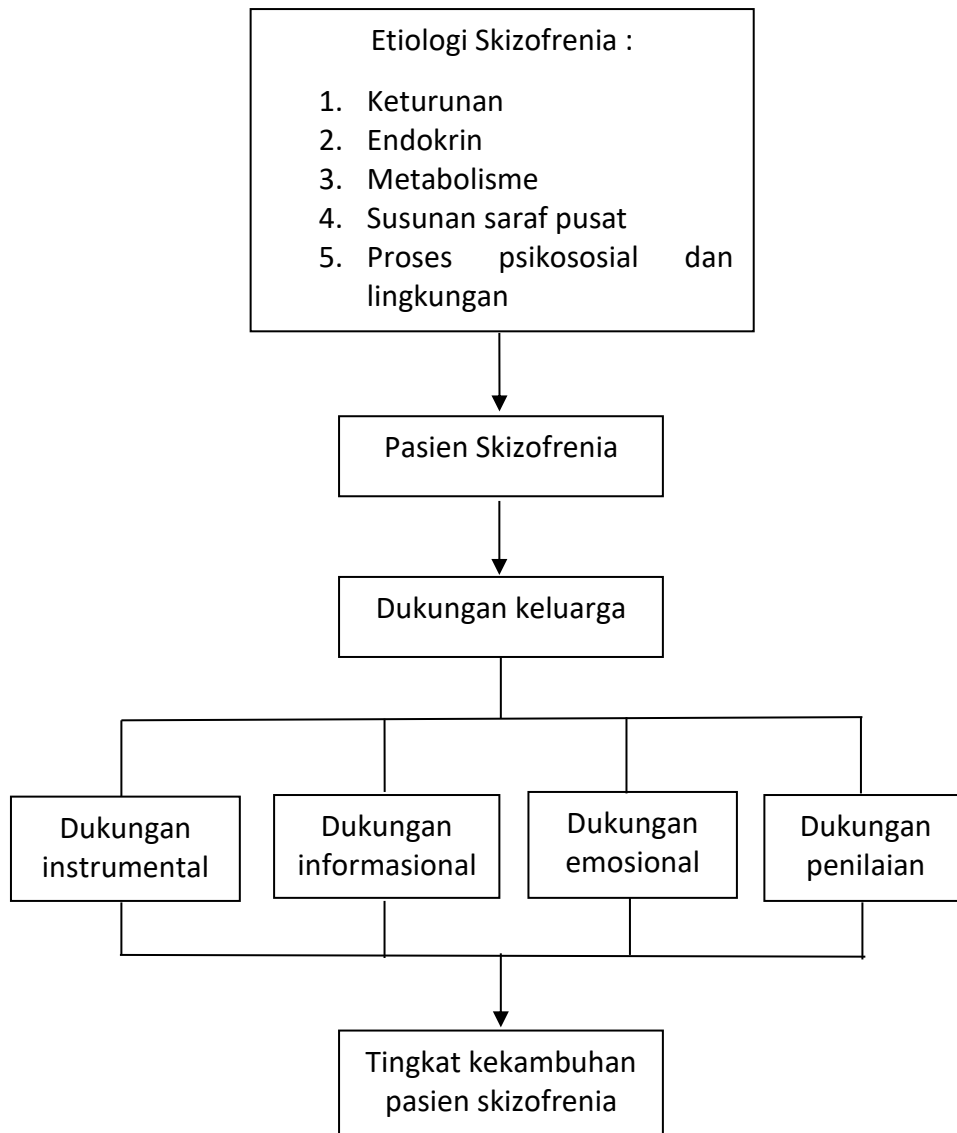 Etiologi Skizofrenia :
1. Keturunan
2. Endokrin
3. Metabolisme
4. Susunan saraf pusat
5. Proses psikososial dan
lingkungan
Pasien Skizofrenia
Dukungan keluarga
Dukungan
instrumental
Dukungan
informasional
Dukungan
emosional
Dukungan
penilaian
Tingkat kekambuhan
pasien skizofrenia